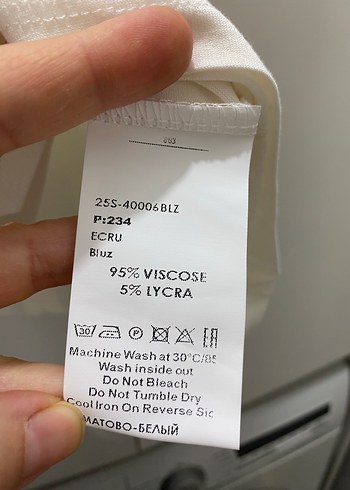 25S-40006BLZ
P:234
ECRU
Bluz
95% VISCOSE
5% LYCRA
30
P
Machine Wash at 30°C/85
Wash inside out
Do Not Bleach
Do Not Tumble Dry
Cool Iron On Reverse Sic
МАТОВО-БЕЛЫЙ